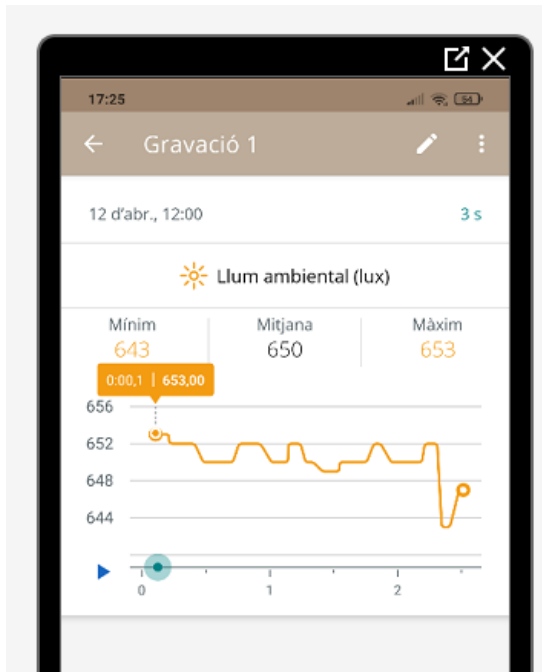 17:25
54
Gravació 1
12 d'abr., 12:00
3 s
Llum ambiental (lux)
Mínim Mitjana Màxim
643 650 653
0:00,1 | 653,00
656
652
648
644
0 1 2